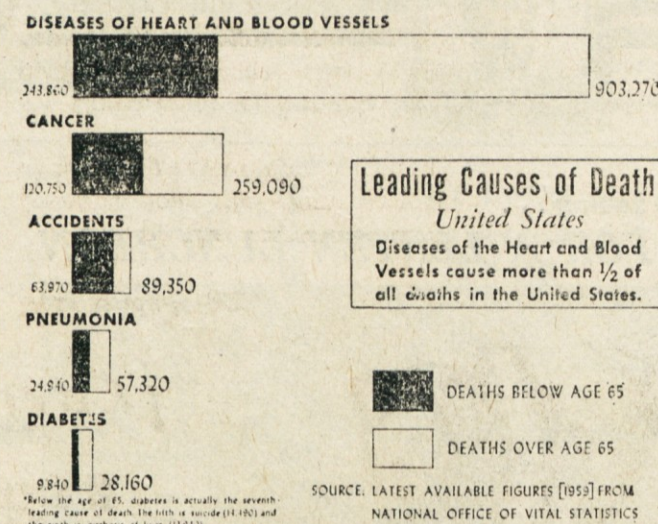 DISEASES OF HEART AND BLOOD VESSELS
243,860 903,270
CANCER
120,750 259,090
ACCIDENTS
63,970 89,350
PNEUMONIA
24,940 57,320
DIABETES
9,840 28,160
*Below the age of 65, diabetes is actually the seventh-
leading cause of death. The fifth is suicide
Leading Causes of Death
United States
Diseases of the Heart and Blood
Vessels cause more than ½ of
all deaths in the United States.
DEATHS BELOW AGE 65
DEATHS OVER AGE 65
SOURCE: LATEST AVAILABLE FIGURES [1959] FROM
NATIONAL OFFICE OF VITAL STATISTICS